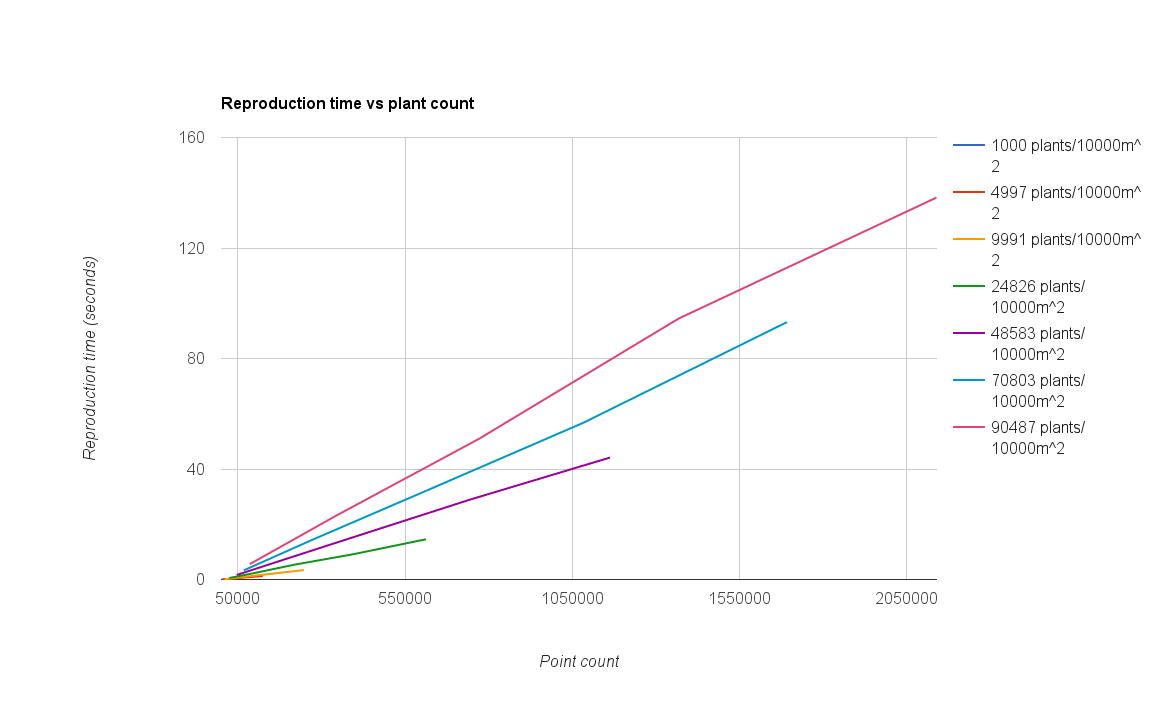 Reproduction time vs plant count
160
120
80
40
0
Reproduction time (seconds)
50000
550000
1050000
1550000
2050000
Point count
1000 plants/10000m^
2
4997 plants/10000m^
2
9991 plants/10000m^
2
24826 plants/
10000m^2
48583 plants/
10000m^2
70803 plants/
10000m^2
90487 plants/
10000m^2